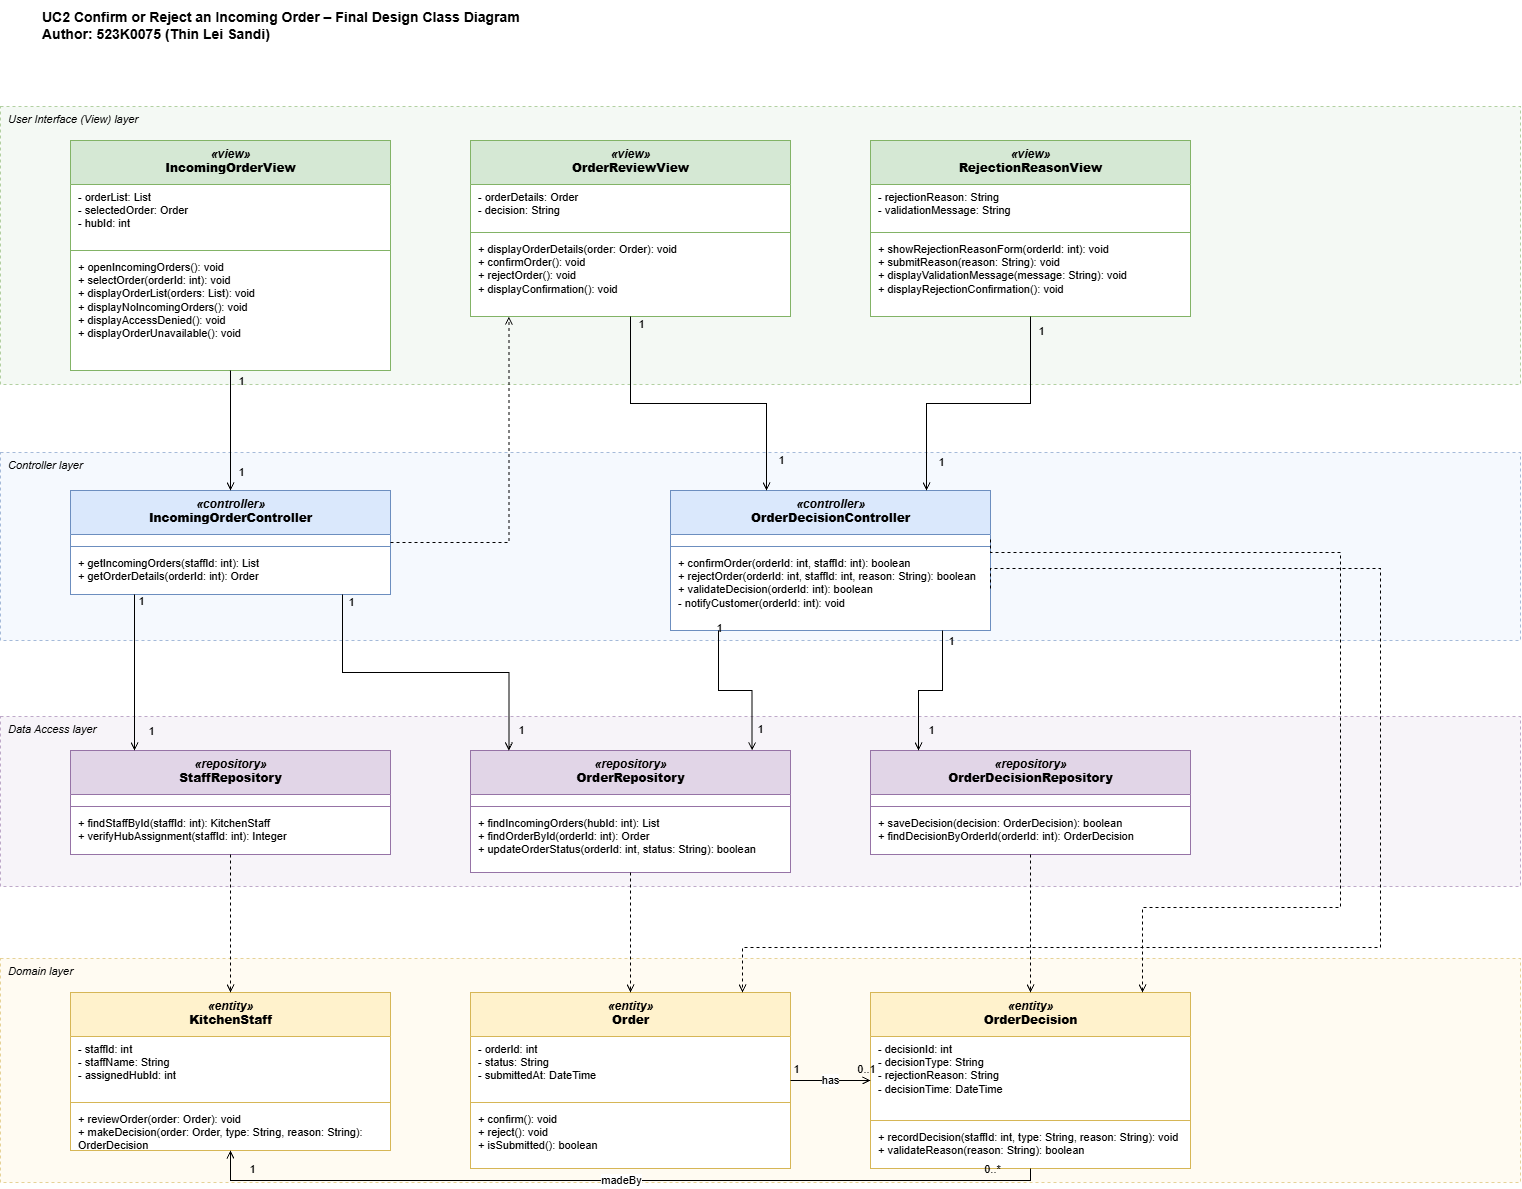 UC2 Confirm or Reject an Incoming Order – Final Design Class Diagram
Author: 523K0075 (Thin Lei Sandi)
User Interface (View) layer
«view»
IncomingOrderView
- orderList: List
- selectedOrder: Order
- hubId: int
+ openIncomingOrders(): void
+ selectOrder(orderId: int): void
+ displayOrderList(orders: List): void
+ displayNoIncomingOrders(): void
+ displayAccessDenied(): void
+ displayOrderUnavailable(): void
«view»
OrderReviewView
- orderDetails: Order
- decision: String
+ displayOrderDetails(order: Order): void
+ confirmOrder(): void
+ rejectOrder(): void
+ displayConfirmation(): void
«view»
RejectionReasonView
- rejectionReason: String
- validationMessage: String
+ showRejectionReasonForm(orderId: int): void
+ submitReason(reason: String): void
+ displayValidationMessage(message: String): void
+ displayRejectionConfirmation(): void
1
1
1
Controller layer
1
1
1
«controller»
IncomingOrderController
+ getIncomingOrders(staffId: int): List
+ getOrderDetails(orderId: int): Order
«controller»
OrderDecisionController
+ confirmOrder(orderId: int, staffId: int): boolean
+ rejectOrder(orderId: int, staffId: int, reason: String): boolean
+ validateDecision(orderId: int): boolean
- notifyCustomer(orderId: int): void
1
1
1
1
Data Access layer
1
1
1
1
«repository»
StaffRepository
+ findStaffById(staffId: int): KitchenStaff
+ verifyHubAssignment(staffId: int): Integer
«repository»
OrderRepository
+ findIncomingOrders(hubId: int): List
+ findOrderById(orderId: int): Order
+ updateOrderStatus(orderId: int, status: String): boolean
«repository»
OrderDecisionRepository
+ saveDecision(decision: OrderDecision): boolean
+ findDecisionByOrderId(orderId: int): OrderDecision
Domain layer
«entity»
KitchenStaff
- staffId: int
- staffName: String
- assignedHubId: int
+ reviewOrder(order: Order): void
+ makeDecision(order: Order, type: String, reason: String):
OrderDecision
«entity»
Order
- orderId: int
- status: String
- submittedAt: DateTime
+ confirm(): void
+ reject(): void
+ isSubmitted(): boolean
1
has
0..1
«entity»
OrderDecision
- decisionId: int
- decisionType: String
- rejectionReason: String
- decisionTime: DateTime
+ recordDecision(staffId: int, type: String, reason: String): void
+ validateReason(reason: String): boolean
1
madeBy
0..*